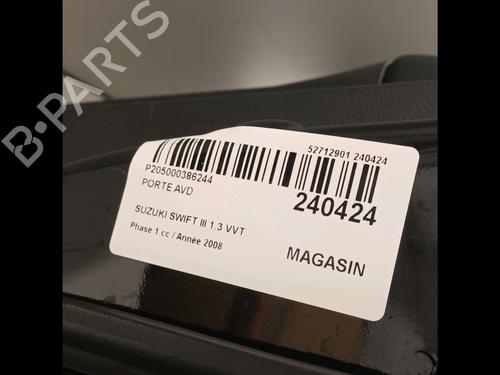 B-PARTS
52712901 240424
P205000386244
240424
PORTE AVD
SUZUKI SWIFT III 1.3 VVT
Phase 1 cc / Année 2008
MAGASIN